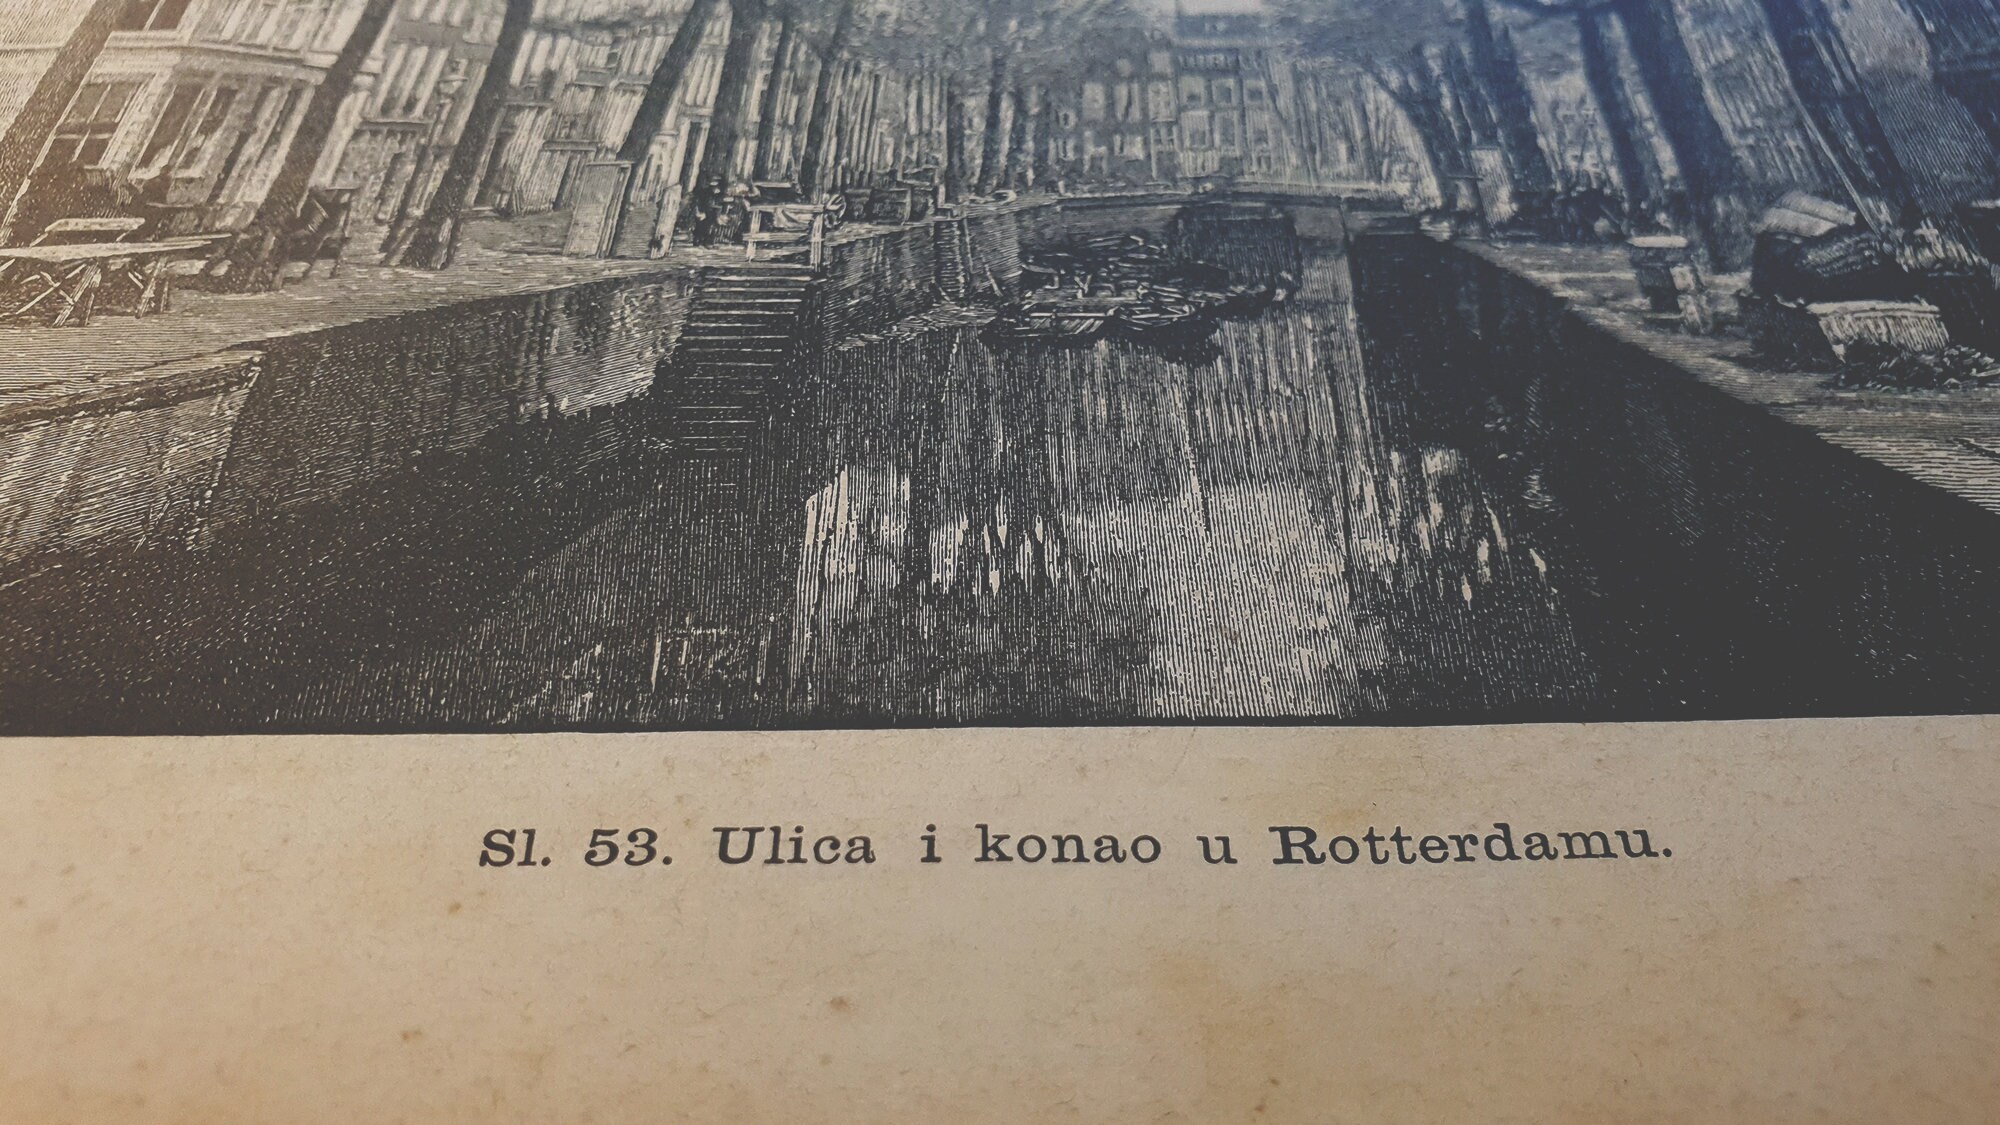 Sl. 53. Ulica i konao u Rotterdamu.